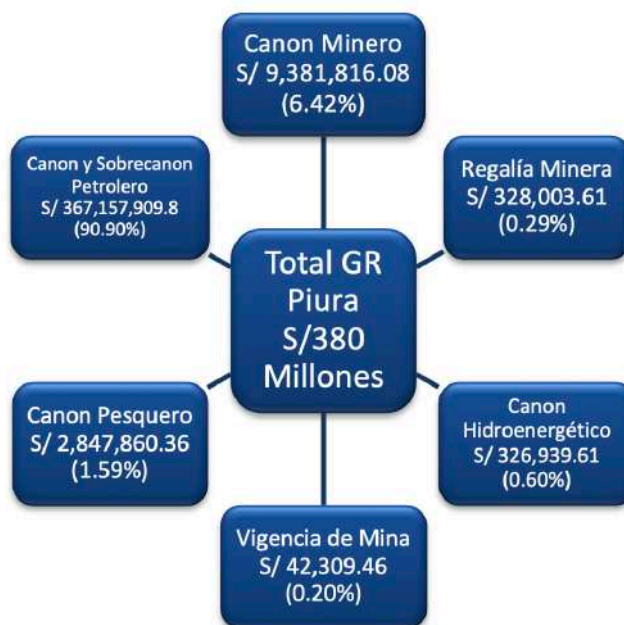 Canon Minero
S/ 9,381,816.08
(6.42%)
Canon y Sobrecanon
Petrolero
S/ 367,157,909.8
(90.90%)
Regalía Minera
S/ 328,003.61
(0.29%)
Total GR
Piura
S/380
Millones
Canon Pesquero
S/ 2,847,860.36
(1.59%)
Canon
Hidroenergético
S/ 326,939.61
(0.60%)
Vigencia de Mina
S/ 42,309.46
(0.20%)